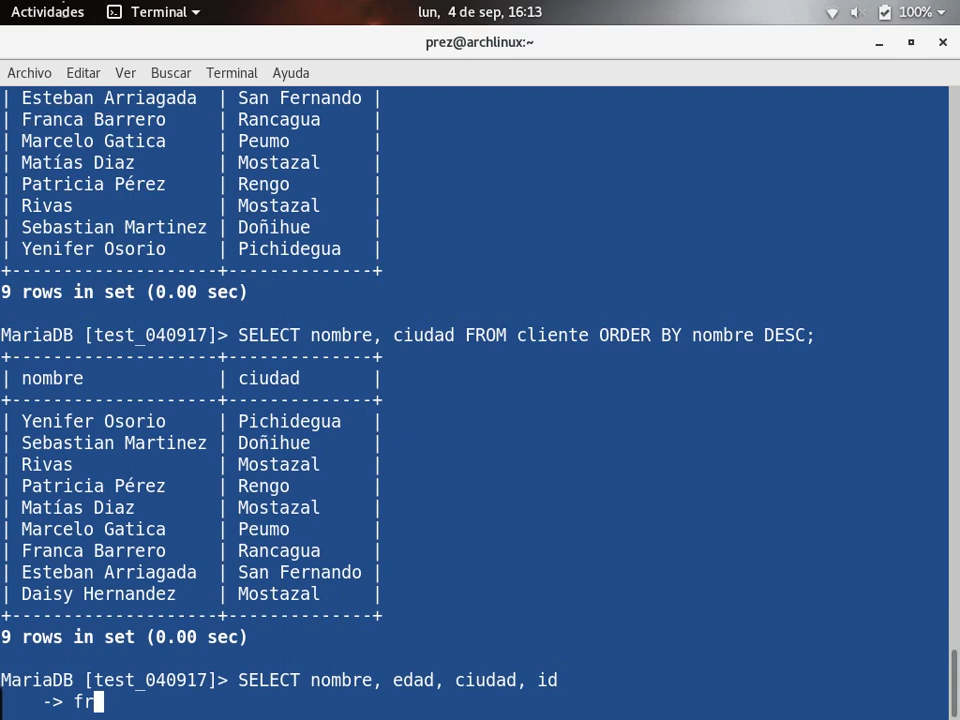 Actividades Terminal lun, 4 de sep, 16:13 100%
prez@archlinux:~
Archivo Editar Ver Buscar Terminal Ayuda
| Esteban Arriagada | San Fernando |
| Franca Barrero | Rancagua |
| Marcelo Gatica | Peumo |
| Matías Diaz | Mostazal |
| Patricia Pérez | Rengo |
| Rivas | Mostazal |
| Sebastian Martinez | Doñihue |
| Yenifer Osorio | Pichidegua |
+--------------------+--------------+
9 rows in set (0.00 sec)
MariaDB [test_040917]> SELECT nombre, ciudad FROM cliente ORDER BY nombre DESC;
+--------------------+--------------+
| nombre | ciudad |
+--------------------+--------------+
| Yenifer Osorio | Pichidegua |
| Sebastian Martinez | Doñihue |
| Rivas | Mostazal |
| Patricia Pérez | Rengo |
| Matías Diaz | Mostazal |
| Marcelo Gatica | Peumo |
| Franca Barrero | Rancagua |
| Esteban Arriagada | San Fernando |
| Daisy Hernandez | Mostazal |
+--------------------+--------------+
9 rows in set (0.00 sec)
MariaDB [test_040917]> SELECT nombre, edad, ciudad, id
-> fr